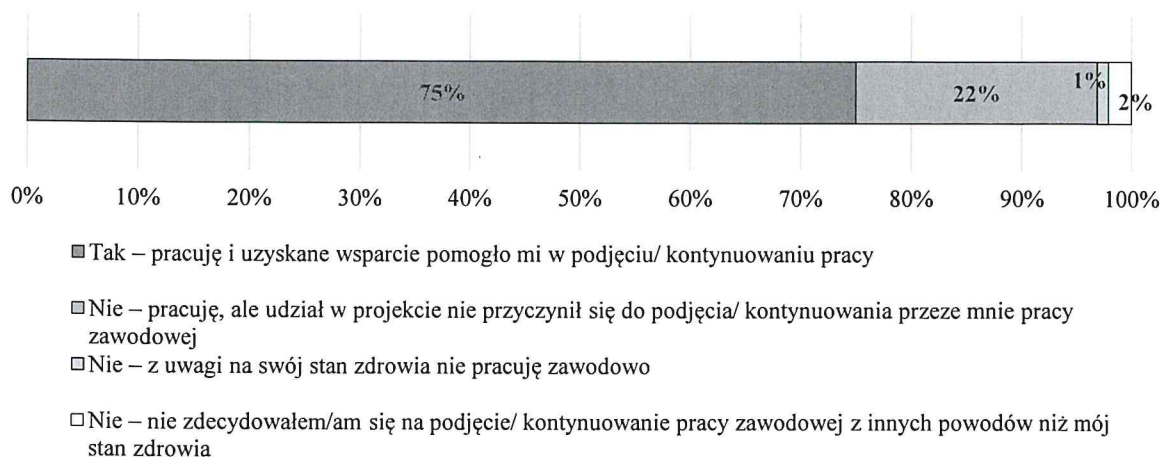 75% 22% 1% 2%
0% 10% 20% 30% 40% 50% 60% 70% 80% 90% 100%
Tak – pracuję i uzyskane wsparcie pomogło mi w podjęciu/ kontynuowaniu pracy
Nie – pracuję, ale udział w projekcie nie przyczynił się do podjęcia/ kontynuowania przeze mnie pracy
zawodowej
Nie – z uwagi na swój stan zdrowia nie pracuję zawodowo
Nie – nie zdecydowałem/am się na podjęcie/ kontynuowanie pracy zawodowej z innych powodów niż mój
stan zdrowia